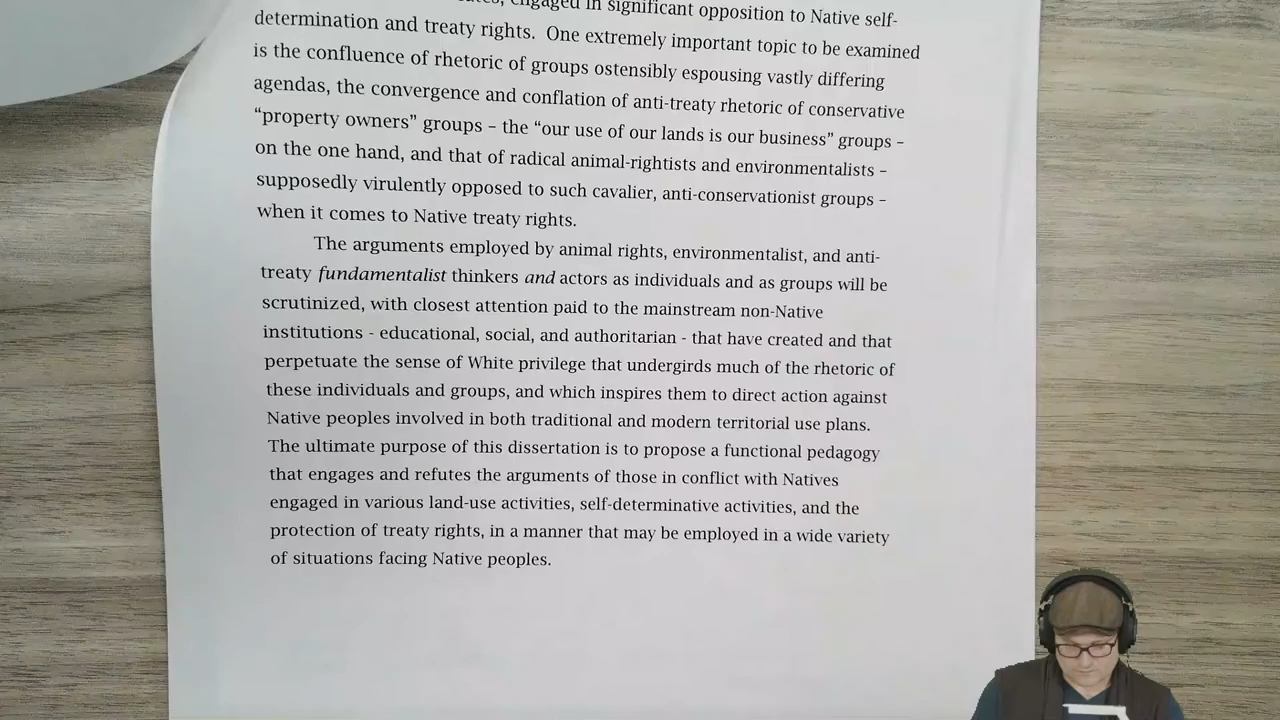 engaged in significant opposition to Native self-
determination and treaty rights. One extremely important topic to be examined
is the confluence of rhetoric of groups ostensibly espousing vastly differing
agendas, the convergence and conflation of anti-treaty rhetoric of conservative
“property owners” groups – the “our use of our lands is our business” groups –
on the one hand, and that of radical animal-rightists and environmentalists –
supposedly virulently opposed to such cavalier, anti-conservationist groups –
when it comes to Native treaty rights.
The arguments employed by animal rights, environmentalist, and anti-
treaty fundamentalist thinkers and actors as individuals and as groups will be
scrutinized, with closest attention paid to the mainstream non-Native
institutions - educational, social, and authoritarian - that have created and that
perpetuate the sense of White privilege that undergirds much of the rhetoric of
these individuals and groups, and which inspires them to direct action against
Native peoples involved in both traditional and modern territorial use plans.
The ultimate purpose of this dissertation is to propose a functional pedagogy
that engages and refutes the arguments of those in conflict with Natives
engaged in various land-use activities, self-determinative activities, and the
protection of treaty rights, in a manner that may be employed in a wide variety
of situations facing Native peoples.